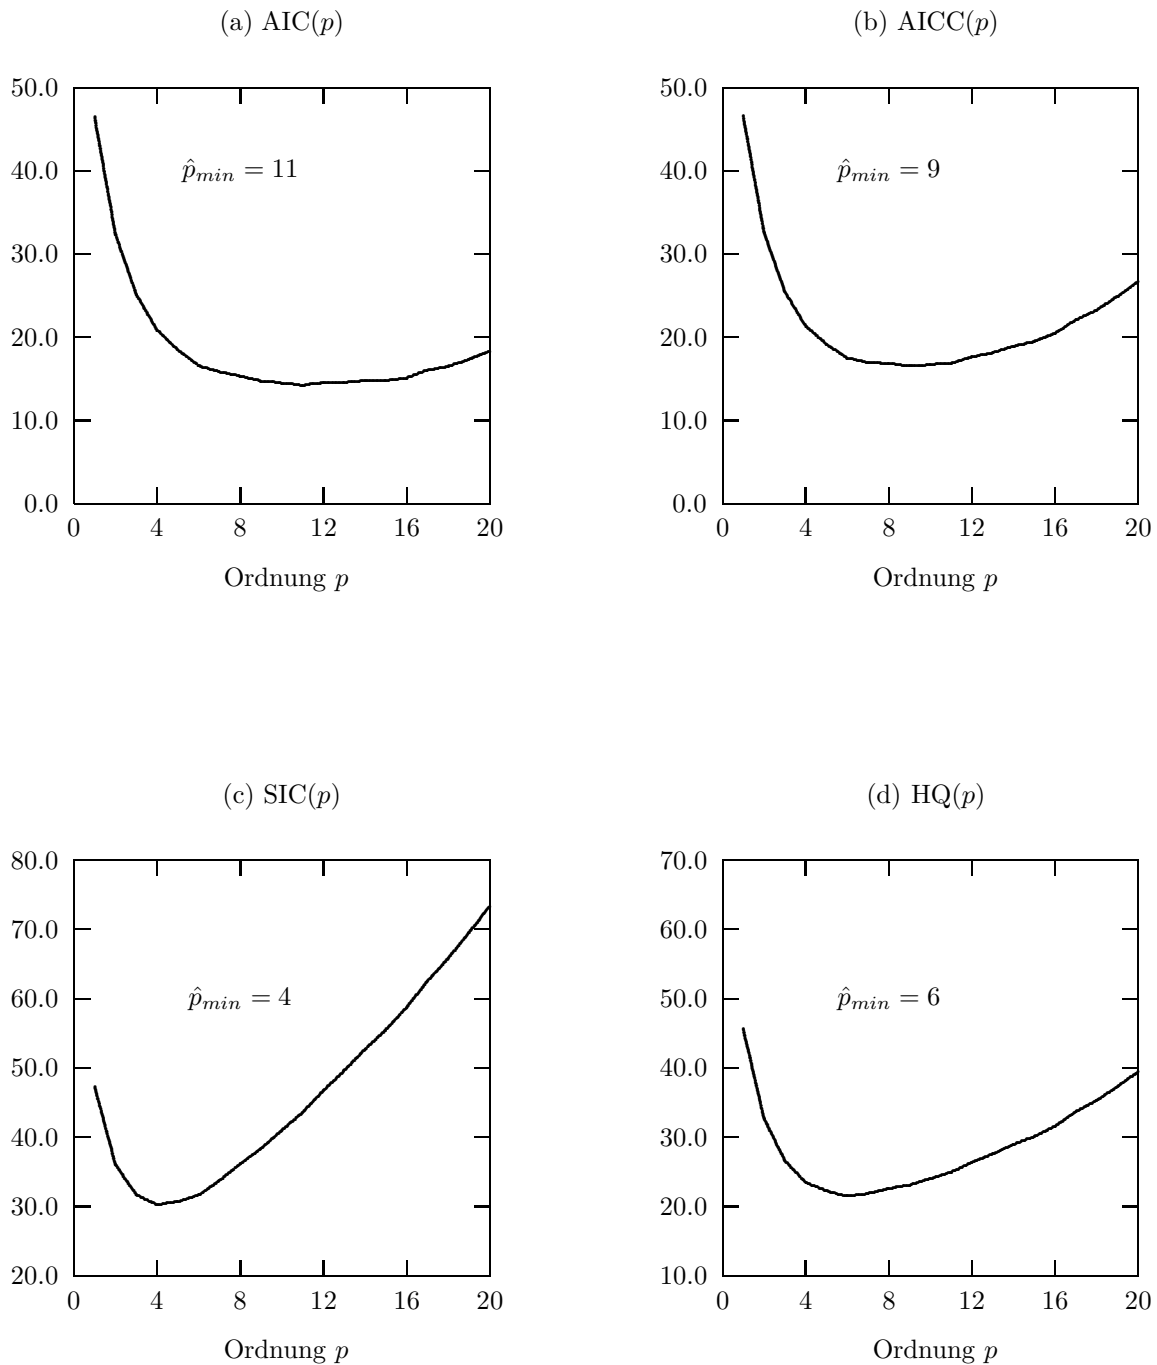 (a) AIC(p)
50.0
40.0
30.0
20.0
10.0
0.0
p̂_min = 11
0 4 8 12 16 20
Ordnung p
(b) AICC(p)
50.0
40.0
30.0
20.0
10.0
0.0
p̂_min = 9
0 4 8 12 16 20
Ordnung p
(c) SIC(p)
80.0
70.0
60.0
50.0
40.0
30.0
20.0
p̂_min = 4
0 4 8 12 16 20
Ordnung p
(d) HQ(p)
70.0
60.0
50.0
40.0
30.0
20.0
10.0
p̂_min = 6
0 4 8 12 16 20
Ordnung p